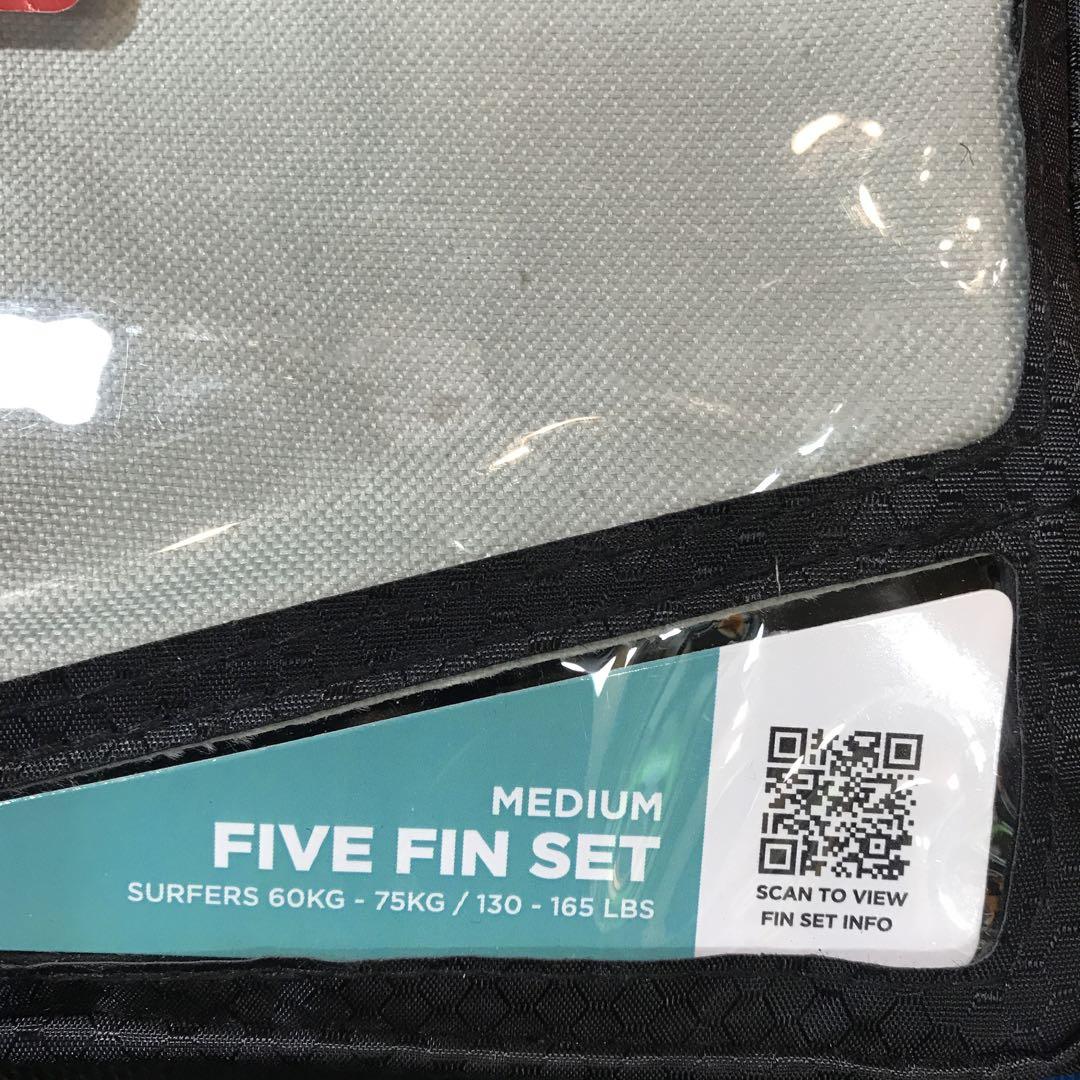 MEDIUM
FIVE FIN SET
SURFERS 60KG - 75KG / 130 - 165 LBS
SCAN TO VIEW
FIN SET INFO